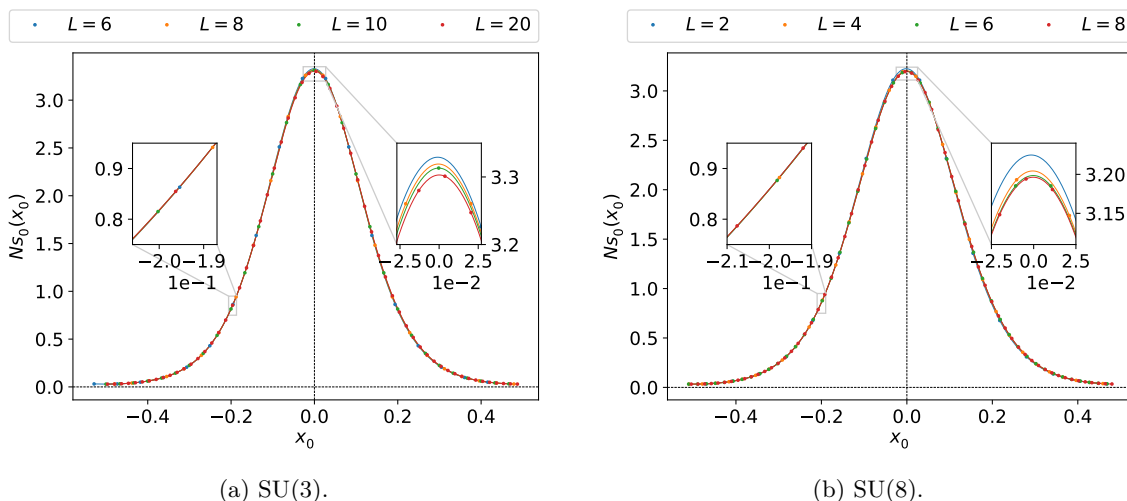 L = 6 L = 8 L = 10 L = 20
3.0
2.5
2.0
1.5
1.0
0.5
0.0
Ns₀(x₀)
−0.4 −0.2 0.0 0.2 0.4
x₀
0.9
0.8
−2.0 −1.9
1e−1
3.3
3.2
−2.5 0.0 2.5
1e−2
(a) SU(3).
L = 2 L = 4 L = 6 L = 8
3.0
2.5
2.0
1.5
1.0
0.5
0.0
Ns₀(x₀)
−0.4 −0.2 0.0 0.2 0.4
x₀
0.9
0.8
−2.1 −2.0 −1.9
1e−1
3.20
3.15
−2.5 0.0 2.5
1e−2
(b) SU(8).